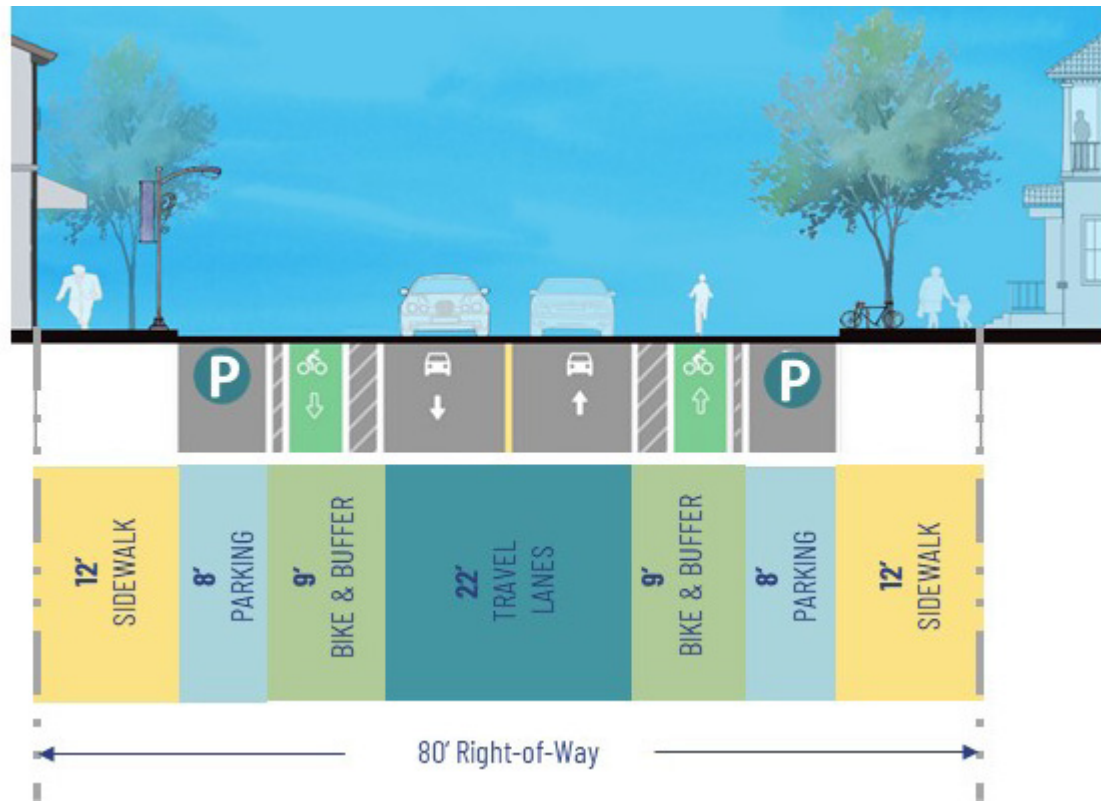 P
P
12'
SIDEWALK
8'
PARKING
9'
BIKE & BUFFER
22'
TRAVEL
LANES
9'
BIKE & BUFFER
8'
PARKING
12'
SIDEWALK
80' Right-of-Way